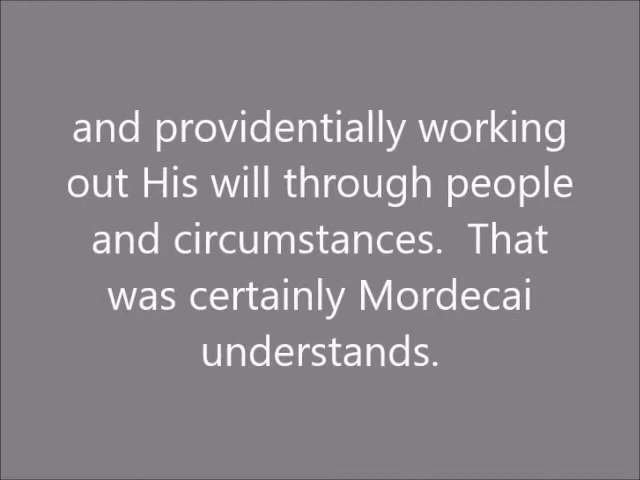 and providentially working
out His will through people
and circumstances.  That
was certainly Mordecai
understands.